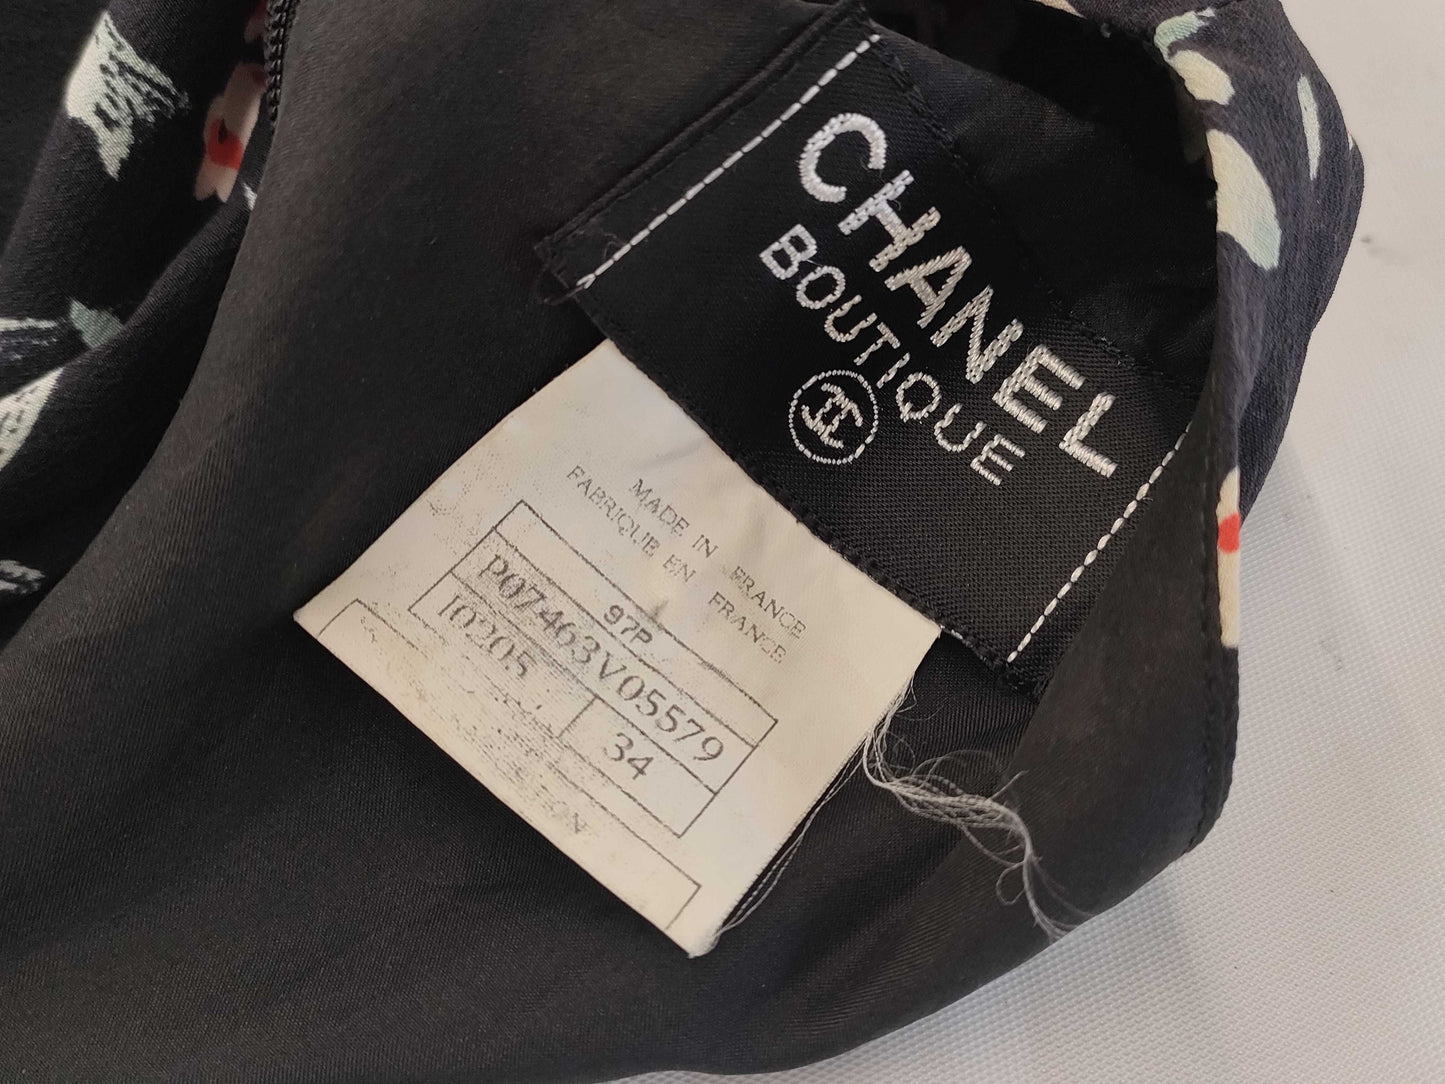 CHANEL
BOUTIQUE
MADE IN FRANCE
FABRIQUE EN FRANCE
97P
P07463V05579
10205
34